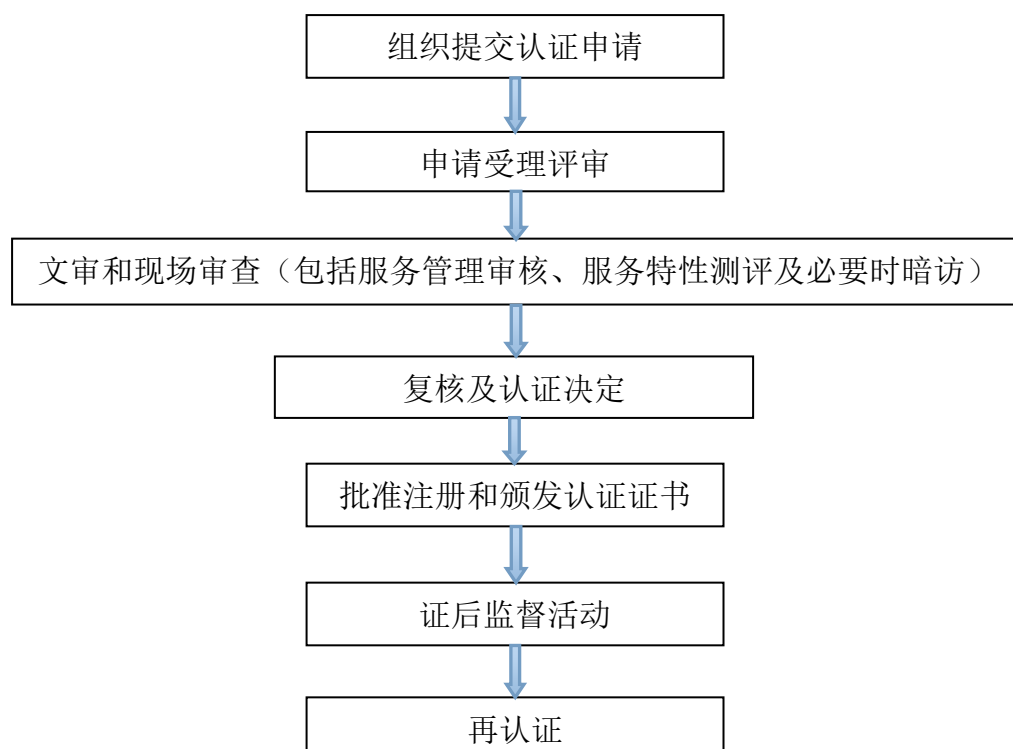 组织提交认证申请
申请受理评审
文审和现场审查（包括服务管理审核、服务特性测评及必要时暗访）
复核及认证决定
批准注册和颁发认证证书
证后监督活动
再认证